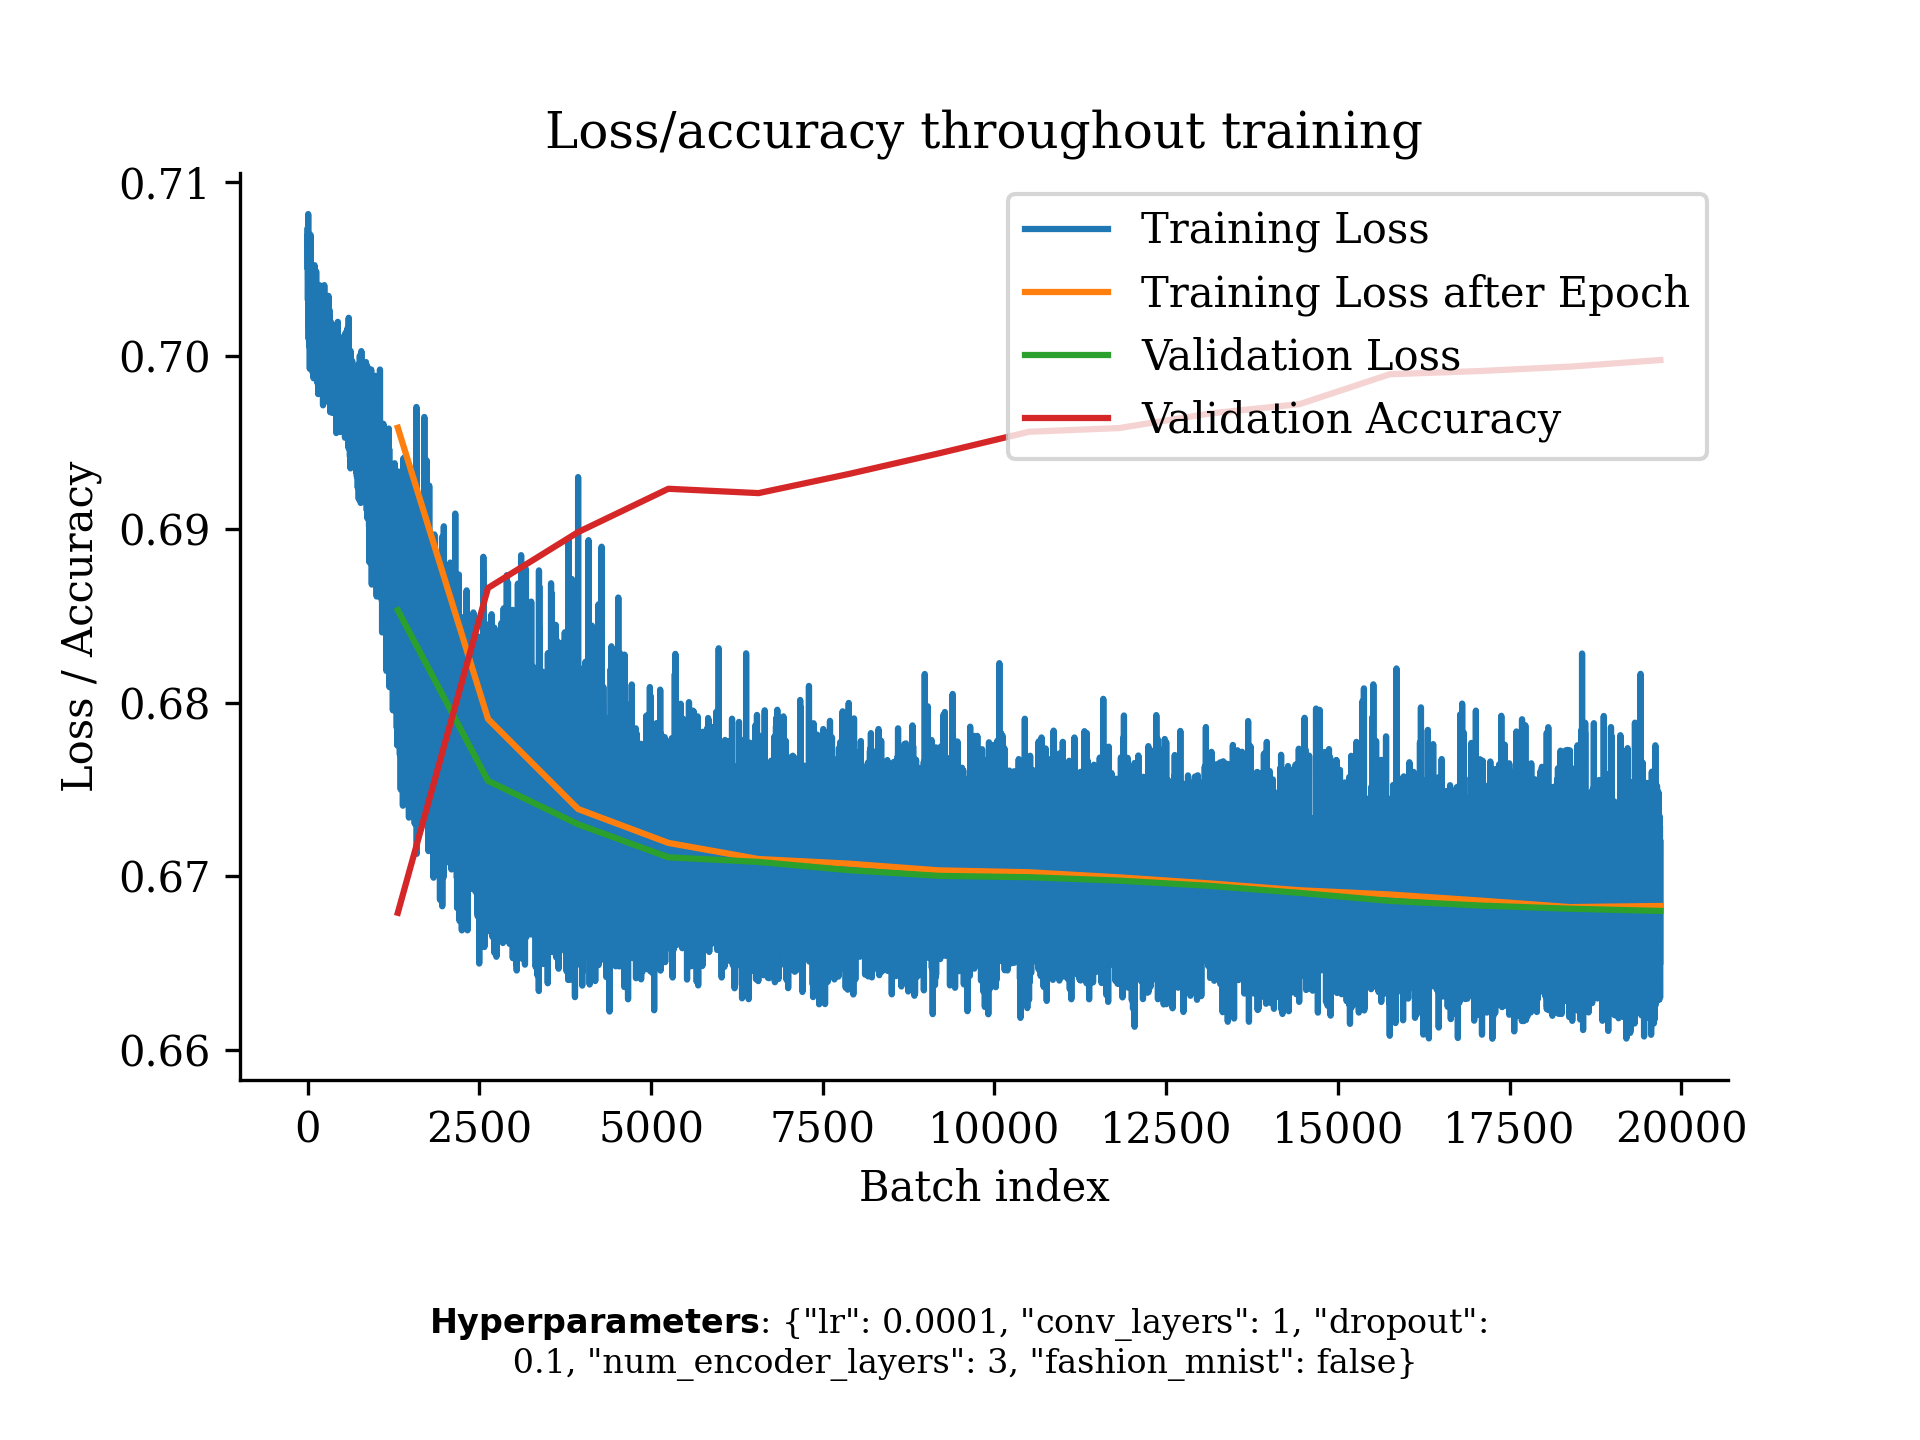 Loss/accuracy throughout training
0.71
0.70
0.69
0.68
0.67
0.66
Loss / Accuracy
Training Loss
Training Loss after Epoch
Validation Loss
Validation Accuracy
0 2500 5000 7500 10000 12500 15000 17500 20000
Batch index
Hyperparameters: {"lr": 0.0001, "conv_layers": 1, "dropout":
0.1, "num_encoder_layers": 3, "fashion_mnist": false}